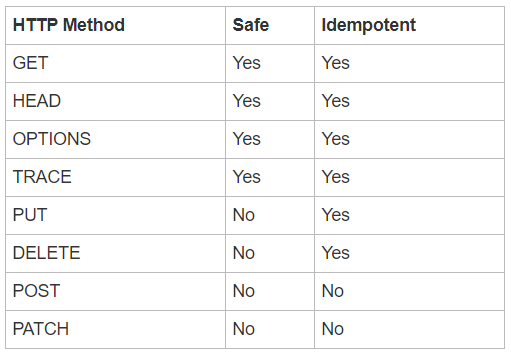 HTTP Method Safe Idempotent
GET Yes Yes
HEAD Yes Yes
OPTIONS Yes Yes
TRACE Yes Yes
PUT No Yes
DELETE No Yes
POST No No
PATCH No No